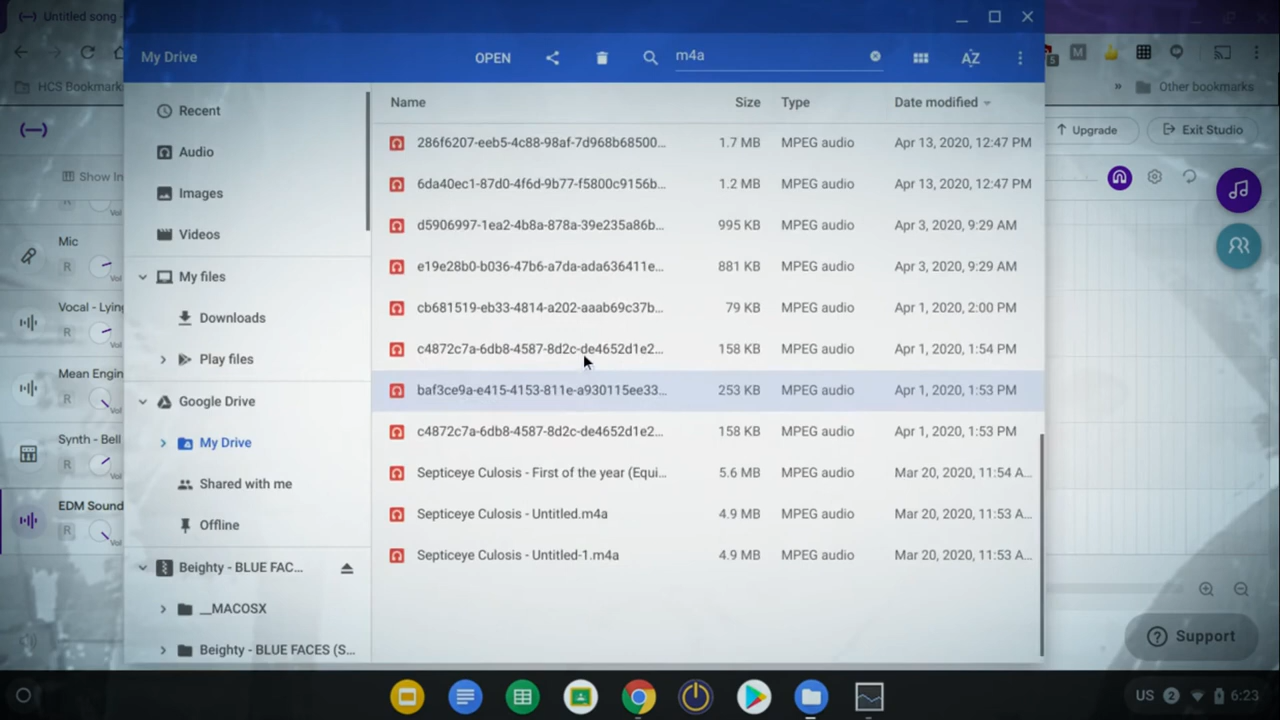 (—) Untitled song -
My Drive
OPEN
m4a
AZ
HCS Bookmark
Other bookmarks
Upgrade
Exit Studio
Show In
Mic
R
Vol
Vocal - Lying
R
Vol
Mean Engin
R
Vol
Synth - Bell
R
Vol
EDM Sound
R
Vol
Recent
Audio
Images
Videos
My files
Downloads
Play files
Google Drive
My Drive
Shared with me
Offline
Beighty - BLUE FAC...
__MACOSX
Beighty - BLUE FACES (S...
Name Size Type Date modified
286f6207-eeb5-4c88-98af-7d968b68500... 1.7 MB MPEG audio Apr 13, 2020, 12:47 PM
6da40ec1-87d0-4f6d-9b77-f5800c9156b... 1.2 MB MPEG audio Apr 13, 2020, 12:47 PM
d5906997-1ea2-4b8a-878a-39e235a86b... 995 KB MPEG audio Apr 3, 2020, 9:29 AM
e19e28b0-b036-47b6-a7da-ada636411e... 881 KB MPEG audio Apr 3, 2020, 9:29 AM
cb681519-eb33-4814-a202-aaab69c37b... 79 KB MPEG audio Apr 1, 2020, 2:00 PM
c4872c7a-6db8-4587-8d2c-de4652d1e2... 158 KB MPEG audio Apr 1, 2020, 1:54 PM
baf3ce9a-e415-4153-811e-a930115ee33... 253 KB MPEG audio Apr 1, 2020, 1:53 PM
c4872c7a-6db8-4587-8d2c-de4652d1e2... 158 KB MPEG audio Apr 1, 2020, 1:53 PM
Septiceye Culosis - First of the year (Equi... 5.6 MB MPEG audio Mar 20, 2020, 11:54 A...
Septiceye Culosis - Untitled.m4a 4.9 MB MPEG audio Mar 20, 2020, 11:53 A...
Septiceye Culosis - Untitled-1.m4a 4.9 MB MPEG audio Mar 20, 2020, 11:53 A...
Support
US 2 6:23